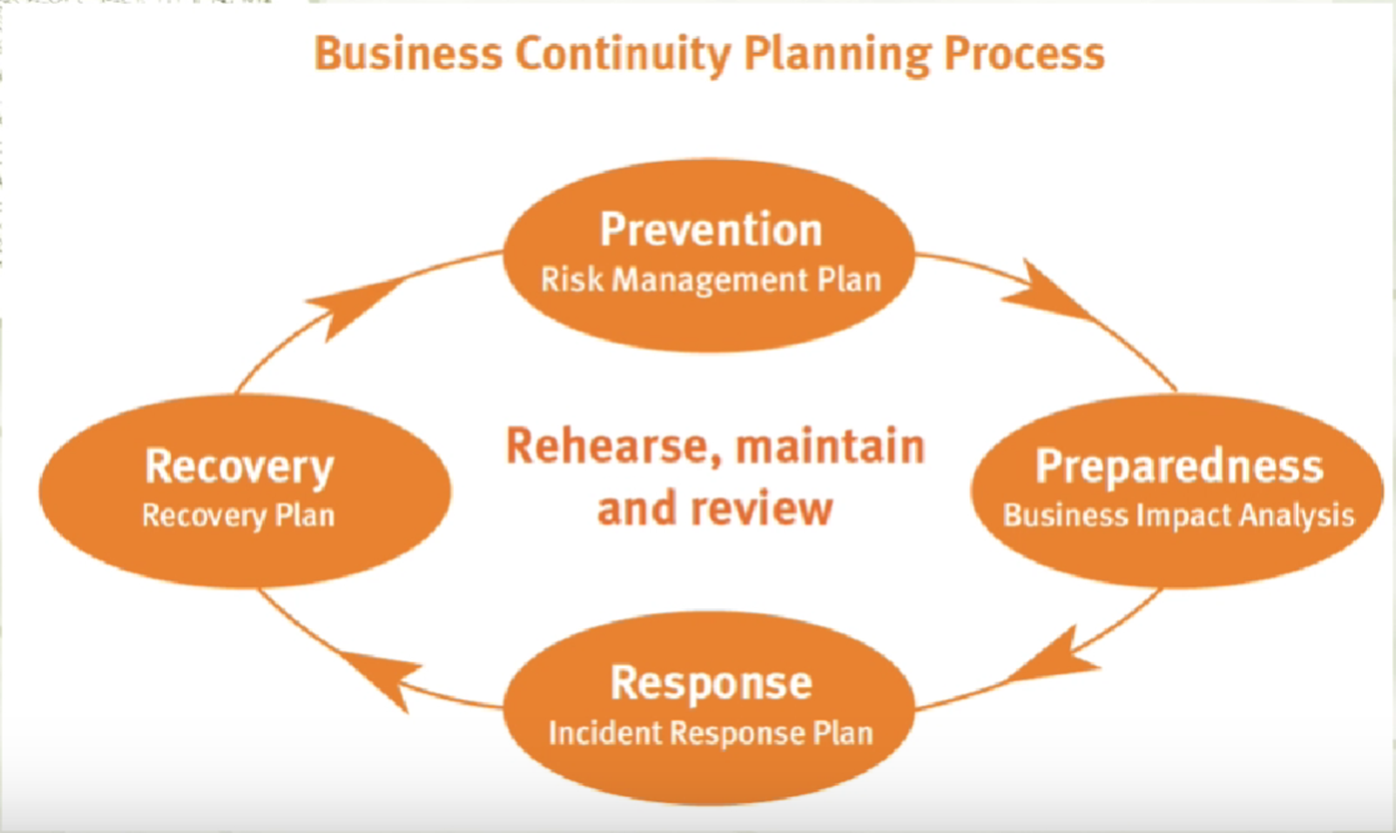 Business Continuity Planning Process
Prevention
Risk Management Plan
Preparedness
Business Impact Analysis
Response
Incident Response Plan
Recovery
Recovery Plan
Rehearse, maintain
and review